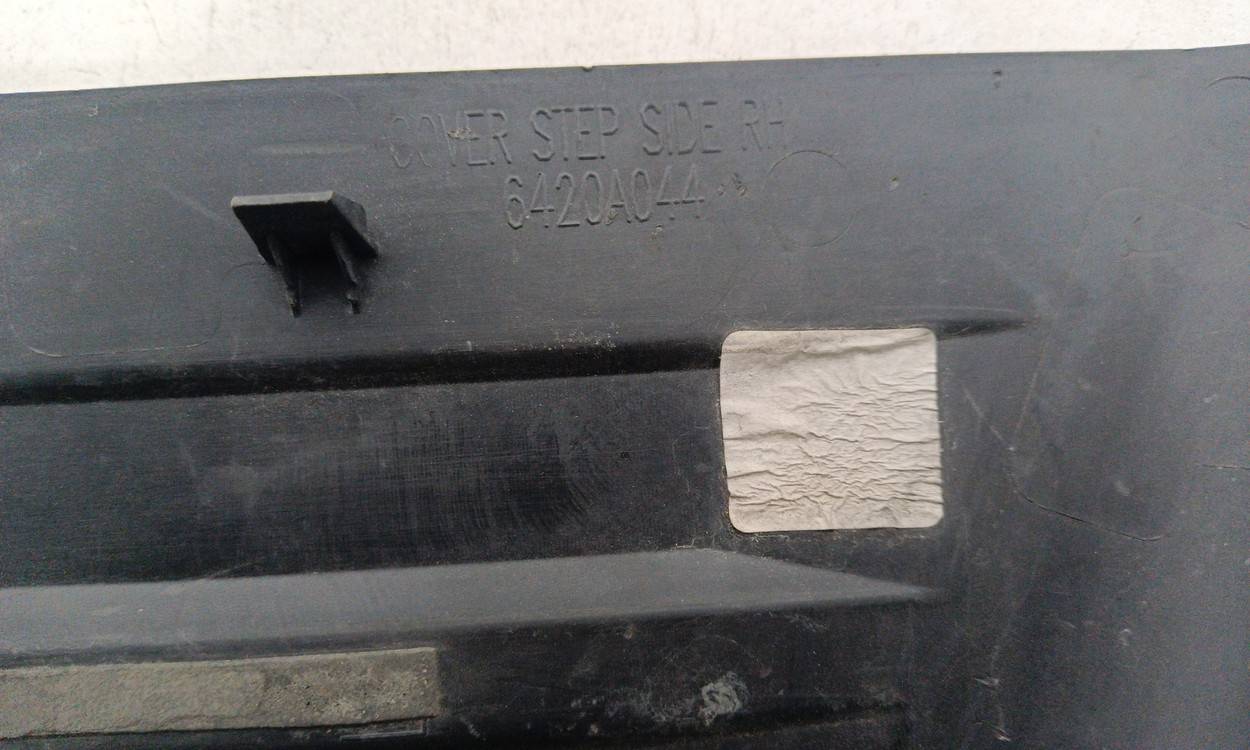 COVER STEP SIDE RH
6420A044